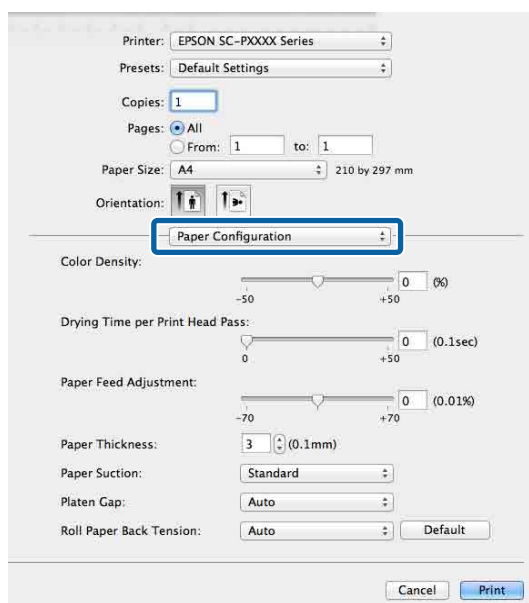 Printer: EPSON SC-PXXXX Series
Presets: Default Settings
Copies: 1
Pages: All
From: 1 to: 1
Paper Size: A4 210 by 297 mm
Orientation:
Paper Configuration
Color Density:
0 (%)
-50 +50
Drying Time per Print Head Pass:
0 (0.1sec)
0 +50
Paper Feed Adjustment:
0 (0.01%)
-70 +70
Paper Thickness: 3 (0.1mm)
Paper Suction: Standard
Platen Gap: Auto
Roll Paper Back Tension: Auto Default
Cancel Print